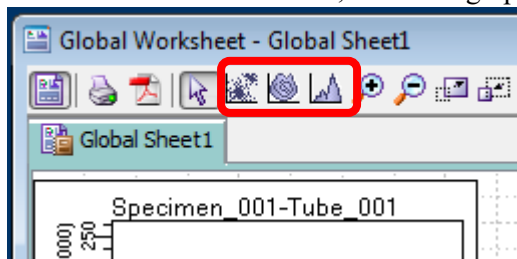 Global Worksheet - Global Sheet1
Global Sheet1
Specimen_001-Tube_001
000)
250